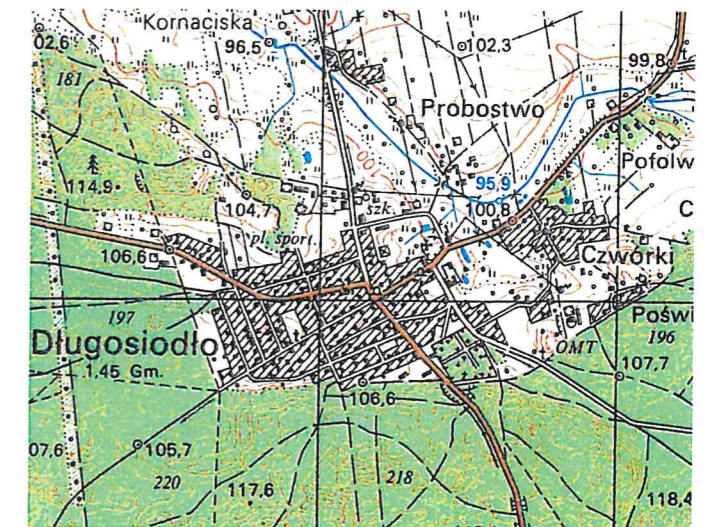 Kornaciska
02,6
96,5
102,3
99,8
181
Probostwo
100
Pofolw
114,9
95,9
104,7
szk.
100,8
C
pl. sport.
106,6
Czworki
197
Poświ
Długosiodło
OMT
196
1.45 Gm.
107,7
106,6
07,6
105,7
220
218
117,6
118,4